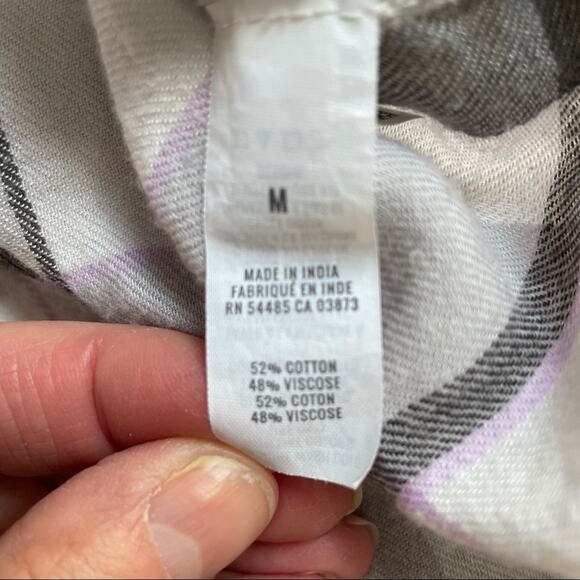 M
MADE IN INDIA
FABRIQUÉ EN INDE
RN 54485 CA 03873
52% COTTON
48% VISCOSE
52% COTON
48% VISCOSE